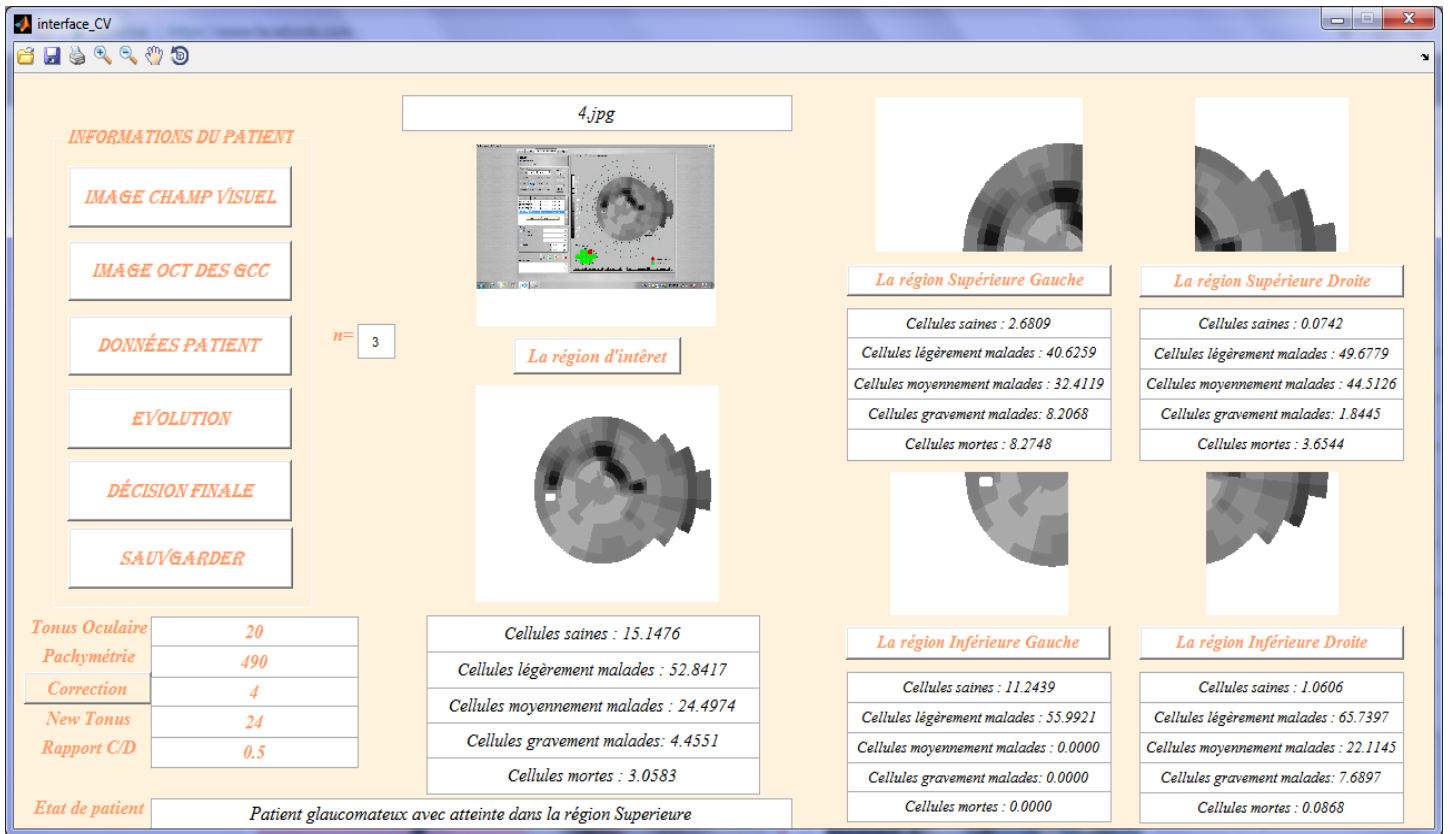 interface_CV
4.jpg
INFORMATIONS DU PATIENT
IMAGE CHAMP VISUEL
IMAGE OCT DES GCC
DONNÉES PATIENT
EVOLUTION
DÉCISION FINALE
SAUVGARDER
n= 3
La région d'intêret
Cellules saines : 15.1476
Cellules légèrement malades : 52.8417
Cellules moyennement malades : 24.4974
Cellules gravement malades: 4.4551
Cellules mortes : 3.0583
La région Supérieure Gauche
Cellules saines : 2.6809
Cellules légèrement malades : 40.6259
Cellules moyennement malades : 32.4119
Cellules gravement malades: 8.2068
Cellules mortes : 8.2748
La région Supérieure Droite
Cellules saines : 0.0742
Cellules légèrement malades : 49.6779
Cellules moyennement malades : 44.5126
Cellules gravement malades: 1.8445
Cellules mortes : 3.6544
La région Inférieure Gauche
Cellules saines : 11.2439
Cellules légèrement malades : 55.9921
Cellules moyennement malades : 0.0000
Cellules gravement malades: 0.0000
Cellules mortes : 0.0000
La région Inférieure Droite
Cellules saines : 1.0606
Cellules légèrement malades : 65.7397
Cellules moyennement malades : 22.1145
Cellules gravement malades: 7.6897
Cellules mortes : 0.0868
Tonus Oculaire 20
Pachymétrie 490
Correction 4
New Tonus 24
Rapport C/D 0.5
Etat de patient Patient glaucomateux avec atteinte dans la région Superieure